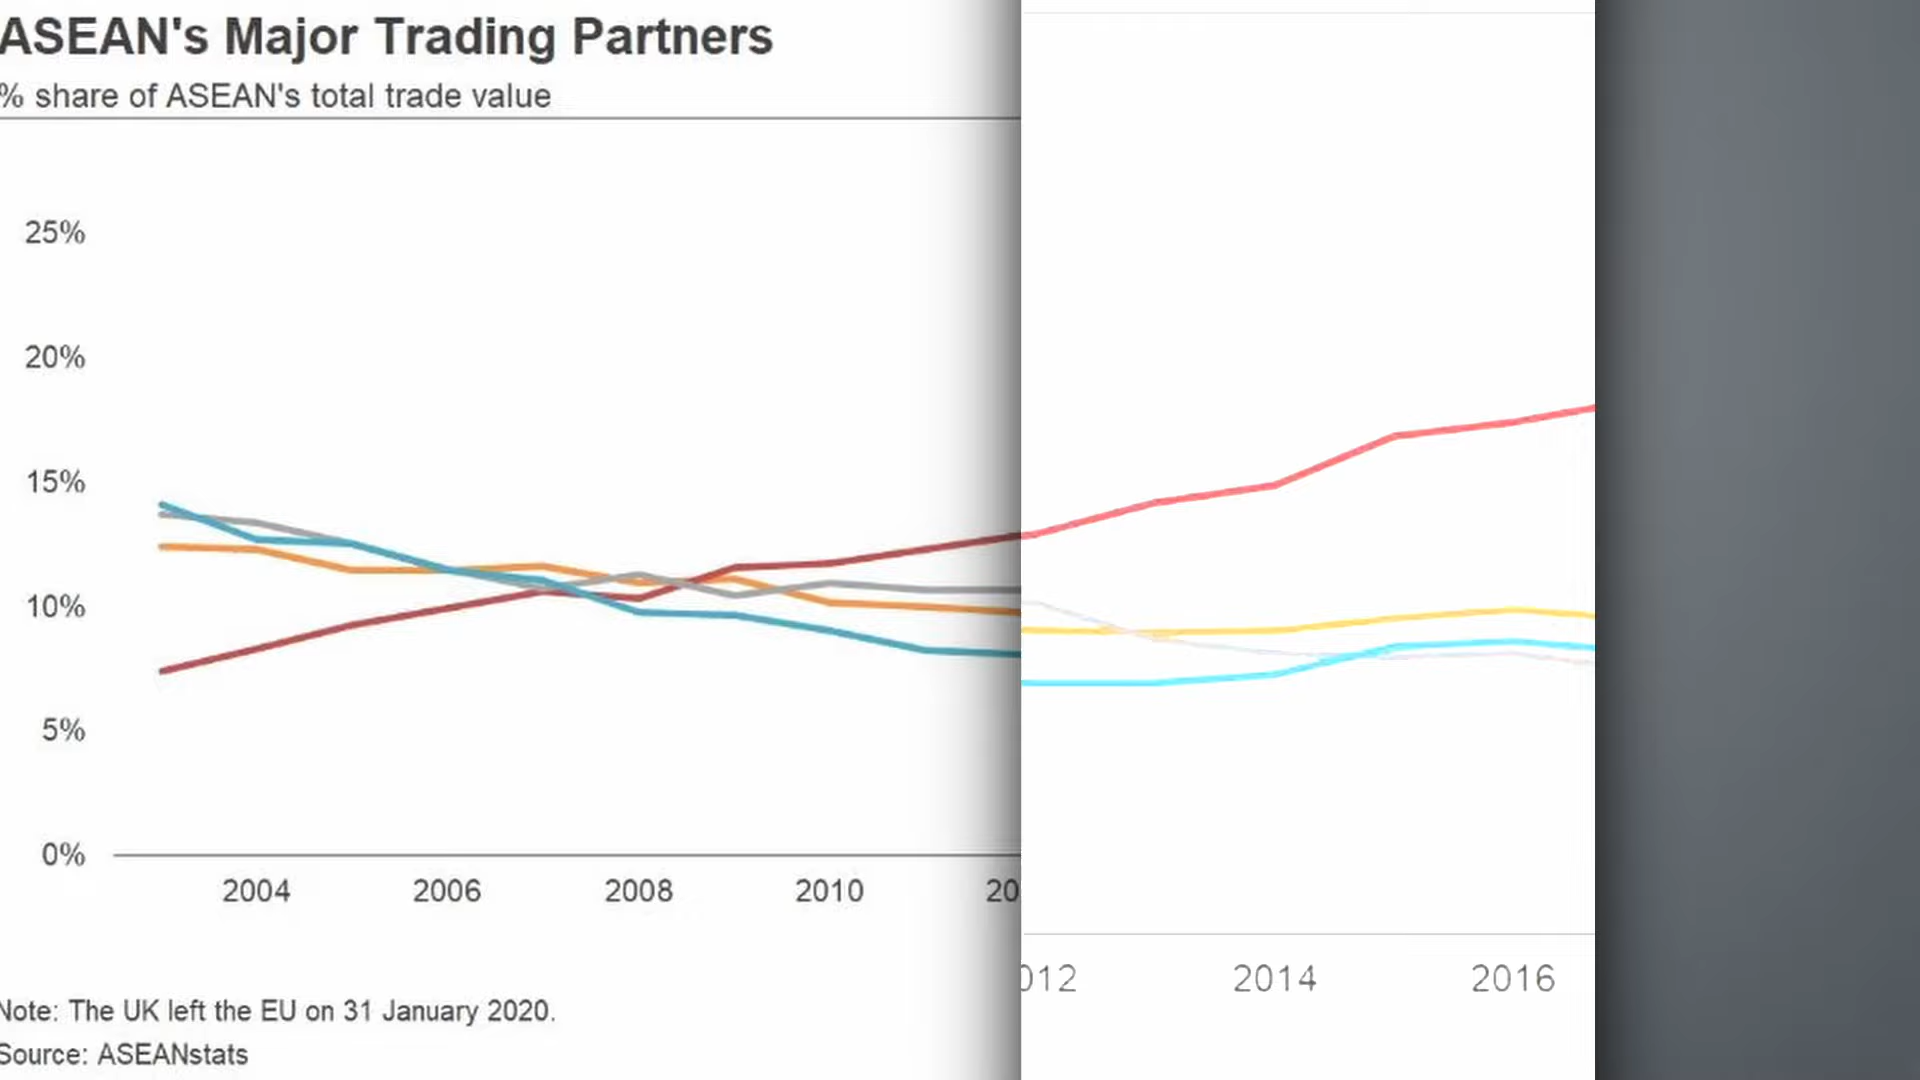 ASEAN's Major Trading Partners
% share of ASEAN's total trade value
25%
20%
15%
10%
5%
0%
2004 2006 2008 2010 20
012 2014 2016
Note: The UK left the EU on 31 January 2020.
Source: ASEANstats